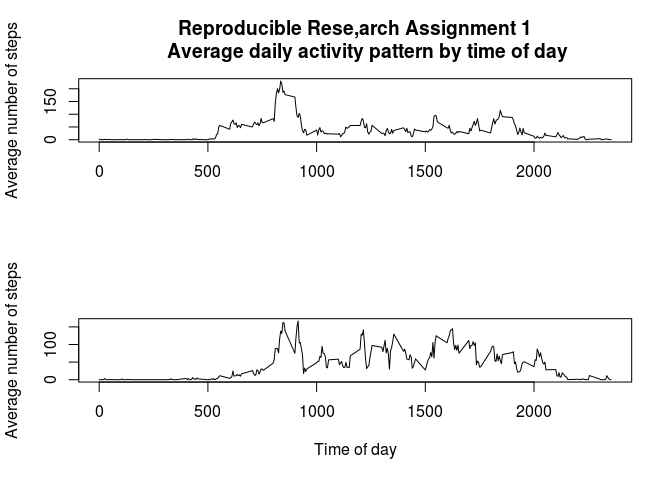 Reproducible Rese,arch Assignment 1
Average daily activity pattern by time of day
Average number of steps
0 150
0 500 1000 1500 2000
Average number of steps
0 100
0 500 1000 1500 2000
Time of day